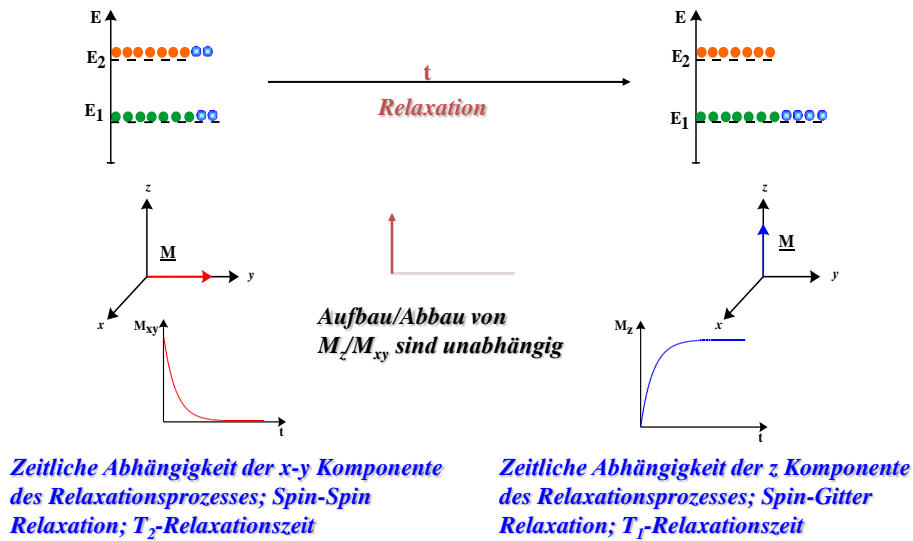 E
E2
E1
t
Relaxation
E
E2
E1
z
M
y
x
Mxy
t
Aufbau/Abbau von
Mz/Mxy sind unabhängig
z
M
y
x
Mz
t
Zeitliche Abhängigkeit der x-y Komponente
des Relaxationsprozesses; Spin-Spin
Relaxation; T2-Relaxationszeit
Zeitliche Abhängigkeit der z Komponente
des Relaxationsprozesses; Spin-Gitter
Relaxation; T1-Relaxationszeit